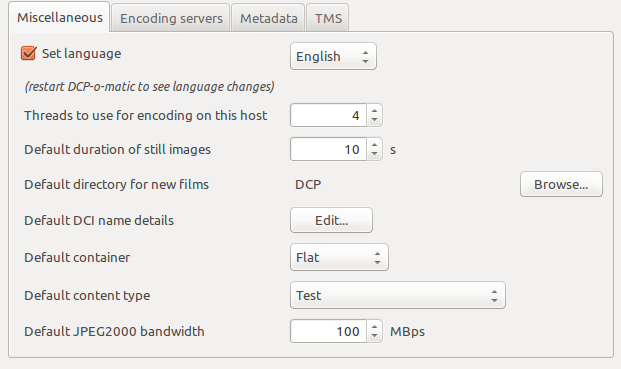 Miscellaneous Encoding servers Metadata TMS
Set language English
(restart DCP-o-matic to see language changes)
Threads to use for encoding on this host 4
Default duration of still images 10 s
Default directory for new films DCP Browse...
Default DCI name details Edit...
Default container Flat
Default content type Test
Default JPEG2000 bandwidth 100 MBps